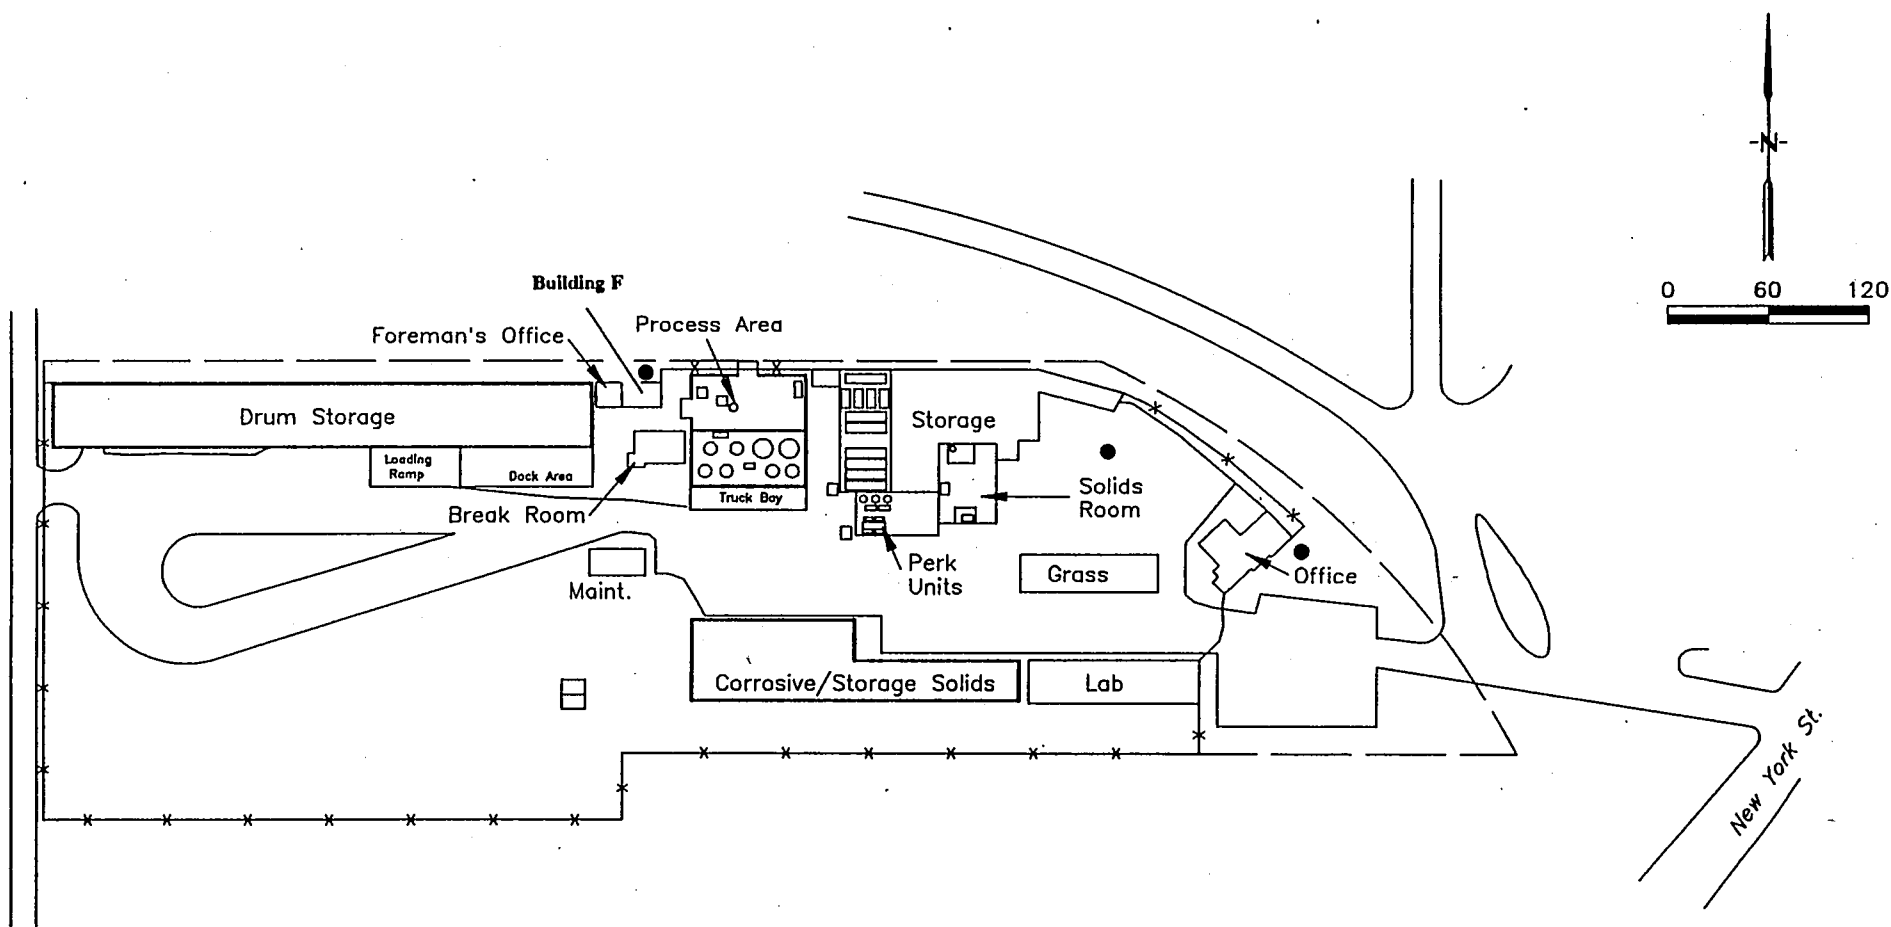 N
0 60 120
Building F
Foreman's Office
Process Area
Drum Storage
Storage
Loading
Ramp
Dock Area
Truck Bay
Solids
Room
Break Room
Perk
Units
Maint.
Grass
Office
Corrosive/Storage Solids
Lab
New York St.